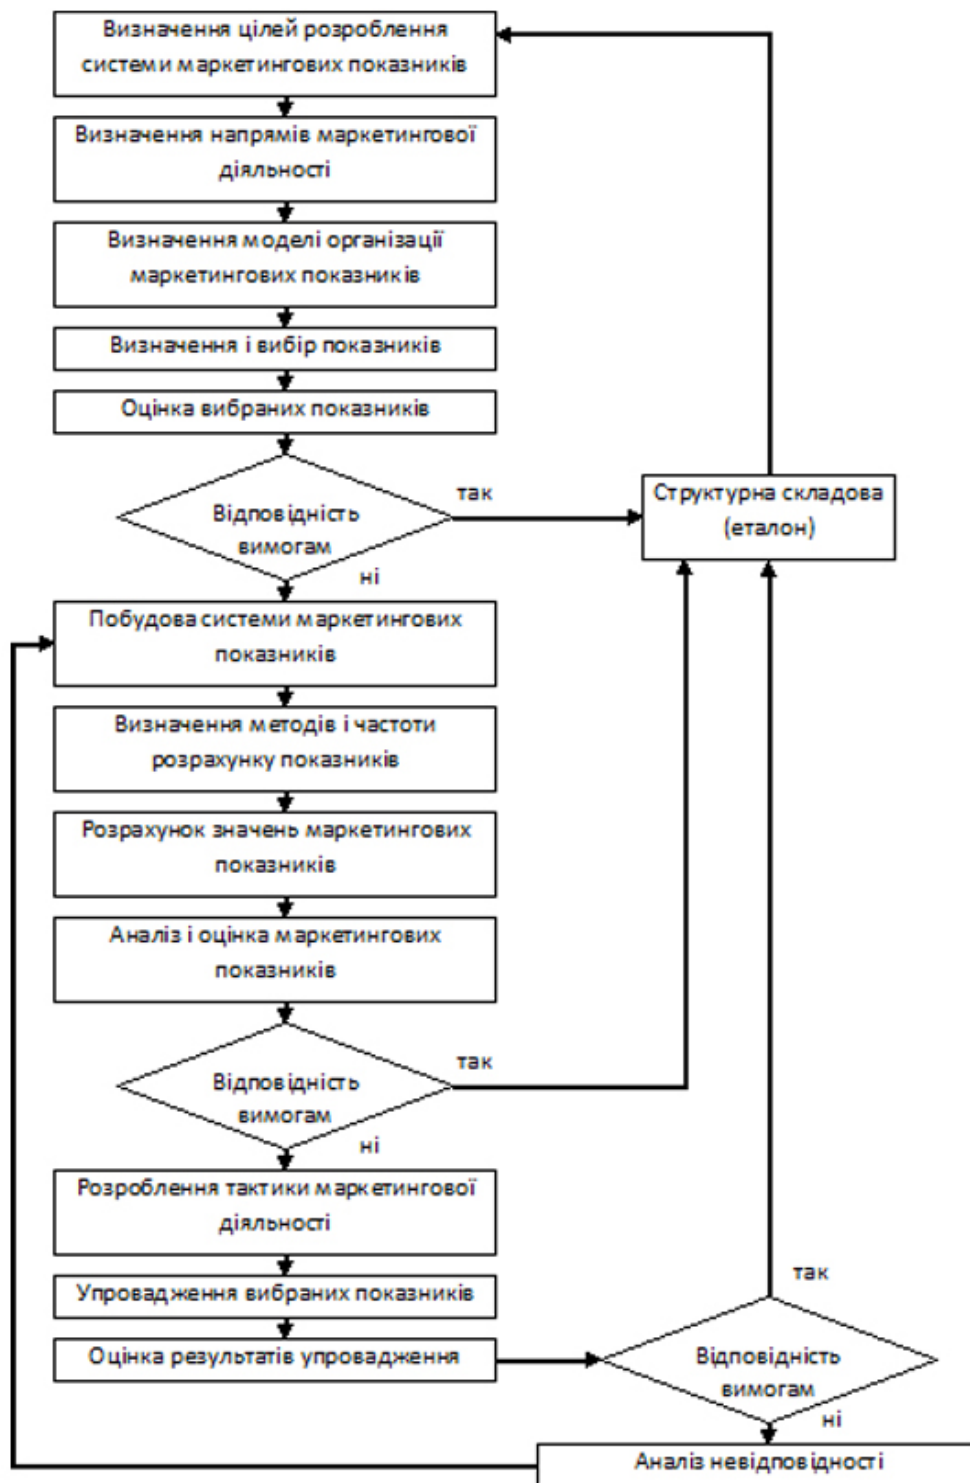 Визначення цілей розроблення
системи маркетингових показників
Визначення напрямів маркетингової
діяльності
Визначення моделі організації
маркетингових показників
Визначення і вибір показників
Оцінка вибраних показників
так
Відповідність
вимогам
ні
Структурна складова
(еталон)
Побудова системи маркетингових
показників
Визначення методів і частоти
розрахунку показників
Розрахунок значень маркетингових
показників
Аналіз і оцінка маркетингових
показників
так
Відповідність
вимогам
ні
Розроблення тактики маркетингової
діяльності
Упровадження вибраних показників
Оцінка результатів упровадження
так
Відповідність
вимогам
ні
Аналіз невідповідності